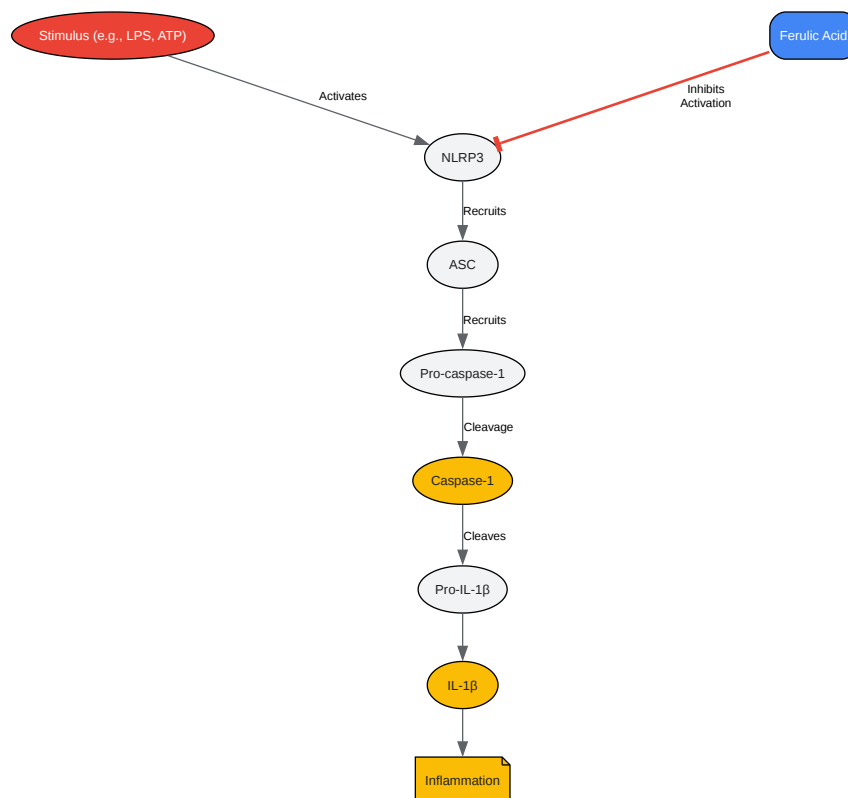 Stimulus (e.g., LPS, ATP)
Ferulic Acid
Activates
Inhibits
Activation
NLRP3
Recruits
ASC
Recruits
Pro-caspase-1
Cleavage
Caspase-1
Cleaves
Pro-IL-1β
IL-1β
Inflammation